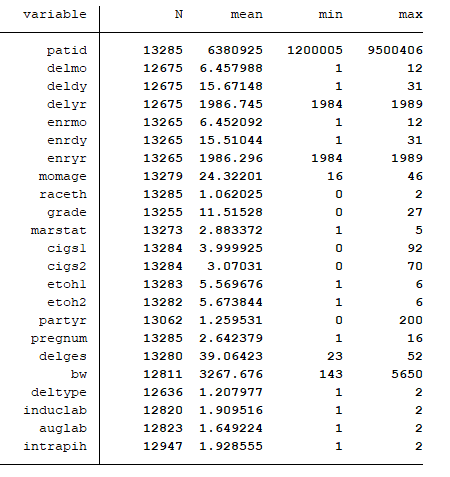 variable N mean min max
patid 13285 6380925 1200005 9500406
delmo 12675 6.457988 1 12
deldy 12675 15.67148 1 31
delyr 12675 1986.745 1984 1989
enrmo 13265 6.452092 1 12
enrdy 13265 15.51044 1 31
enryr 13265 1986.296 1984 1989
momage 13279 24.32201 16 46
raceth 13285 1.062025 0 2
grade 13255 11.51528 0 27
marstat 13273 2.883372 1 5
cigs1 13284 3.999925 0 92
cigs2 13284 3.07031 0 70
etoh1 13283 5.569676 1 6
etoh2 13282 5.673844 1 6
partyr 13062 1.259531 0 200
pregnum 13285 2.642379 1 16
delges 13280 39.06423 23 52
bw 12811 3267.676 143 5650
deltype 12636 1.207977 1 2
induclab 12820 1.909516 1 2
auglab 12823 1.649224 1 2
intrapih 12947 1.928555 1 2